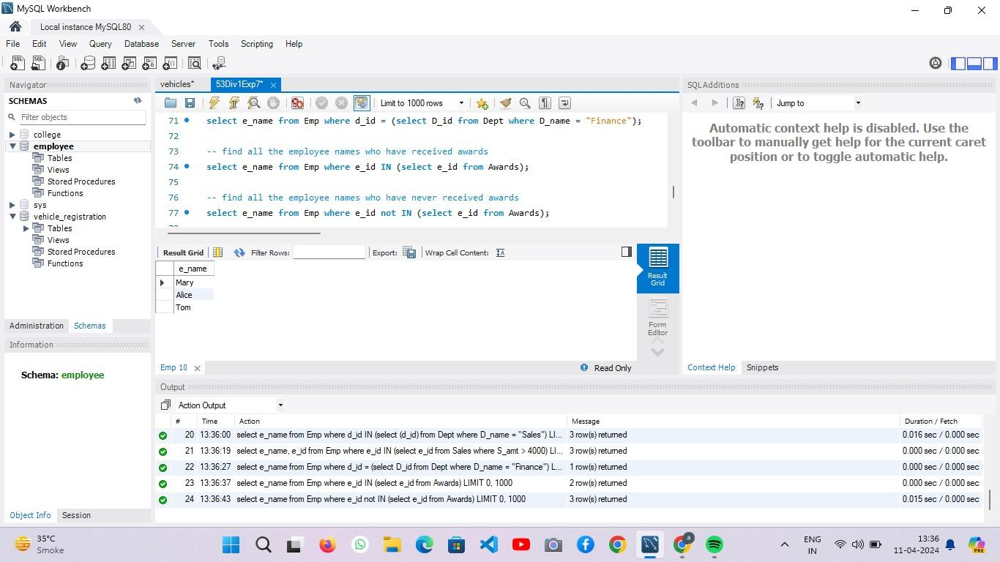 MySQL Workbench
Local instance MySQL80
File Edit View Query Database Server Tools Scripting Help
Navigator
SCHEMAS
Filter objects
college
employee
Tables
Views
Stored Procedures
Functions
sys
vehicle_registration
Tables
Views
Stored Procedures
Functions
Administration Schemas
Information
Schema: employee
Object Info Session
vehicles* 53Div1Exp7*
Limit to 1000 rows
71 select e_name from Emp where d_id = (select D_id from Dept where D_name = "Finance");
72
73 -- find all the employee names who have received awards
74 select e_name from Emp where e_id IN (select e_id from Awards);
75
76 -- find all the employee names who have never received awards
77 select e_name from Emp where e_id not IN (select e_id from Awards);
Result Grid Filter Rows: Export: Wrap Cell Content:
e_name
Mary
Alice
Tom
Result Grid
Form Editor
Emp 10 Read Only
SQLAdditions
Jump to
Automatic context help is disabled. Use the
toolbar to manually get help for the current caret
position or to toggle automatic help.
Context Help Snippets
Output
Action Output
# Time Action Message Duration / Fetch
20 13:36:00 select e_name from Emp where d_id IN (select (d_id) from Dept where D_name = "Sales") LI... 3 row(s) returned 0.016 sec / 0.000 sec
21 13:36:19 select e_name, e_id from Emp where e_id IN (select e_id from Sales where S_amt > 4000) LI... 3 row(s) returned 0.000 sec / 0.000 sec
22 13:36:27 select e_name from Emp where d_id = (select D_id from Dept where D_name = "Finance") L... 1 row(s) returned 0.000 sec / 0.000 sec
23 13:36:37 select e_name from Emp where e_id IN (select e_id from Awards) LIMIT 0, 1000 2 row(s) returned 0.000 sec / 0.000 sec
24 13:36:43 select e_name from Emp where e_id not IN (select e_id from Awards) LIMIT 0, 1000 3 row(s) returned 0.015 sec / 0.000 sec
35°C
Smoke
ENG
IN
13:36
11-04-2024
PRE